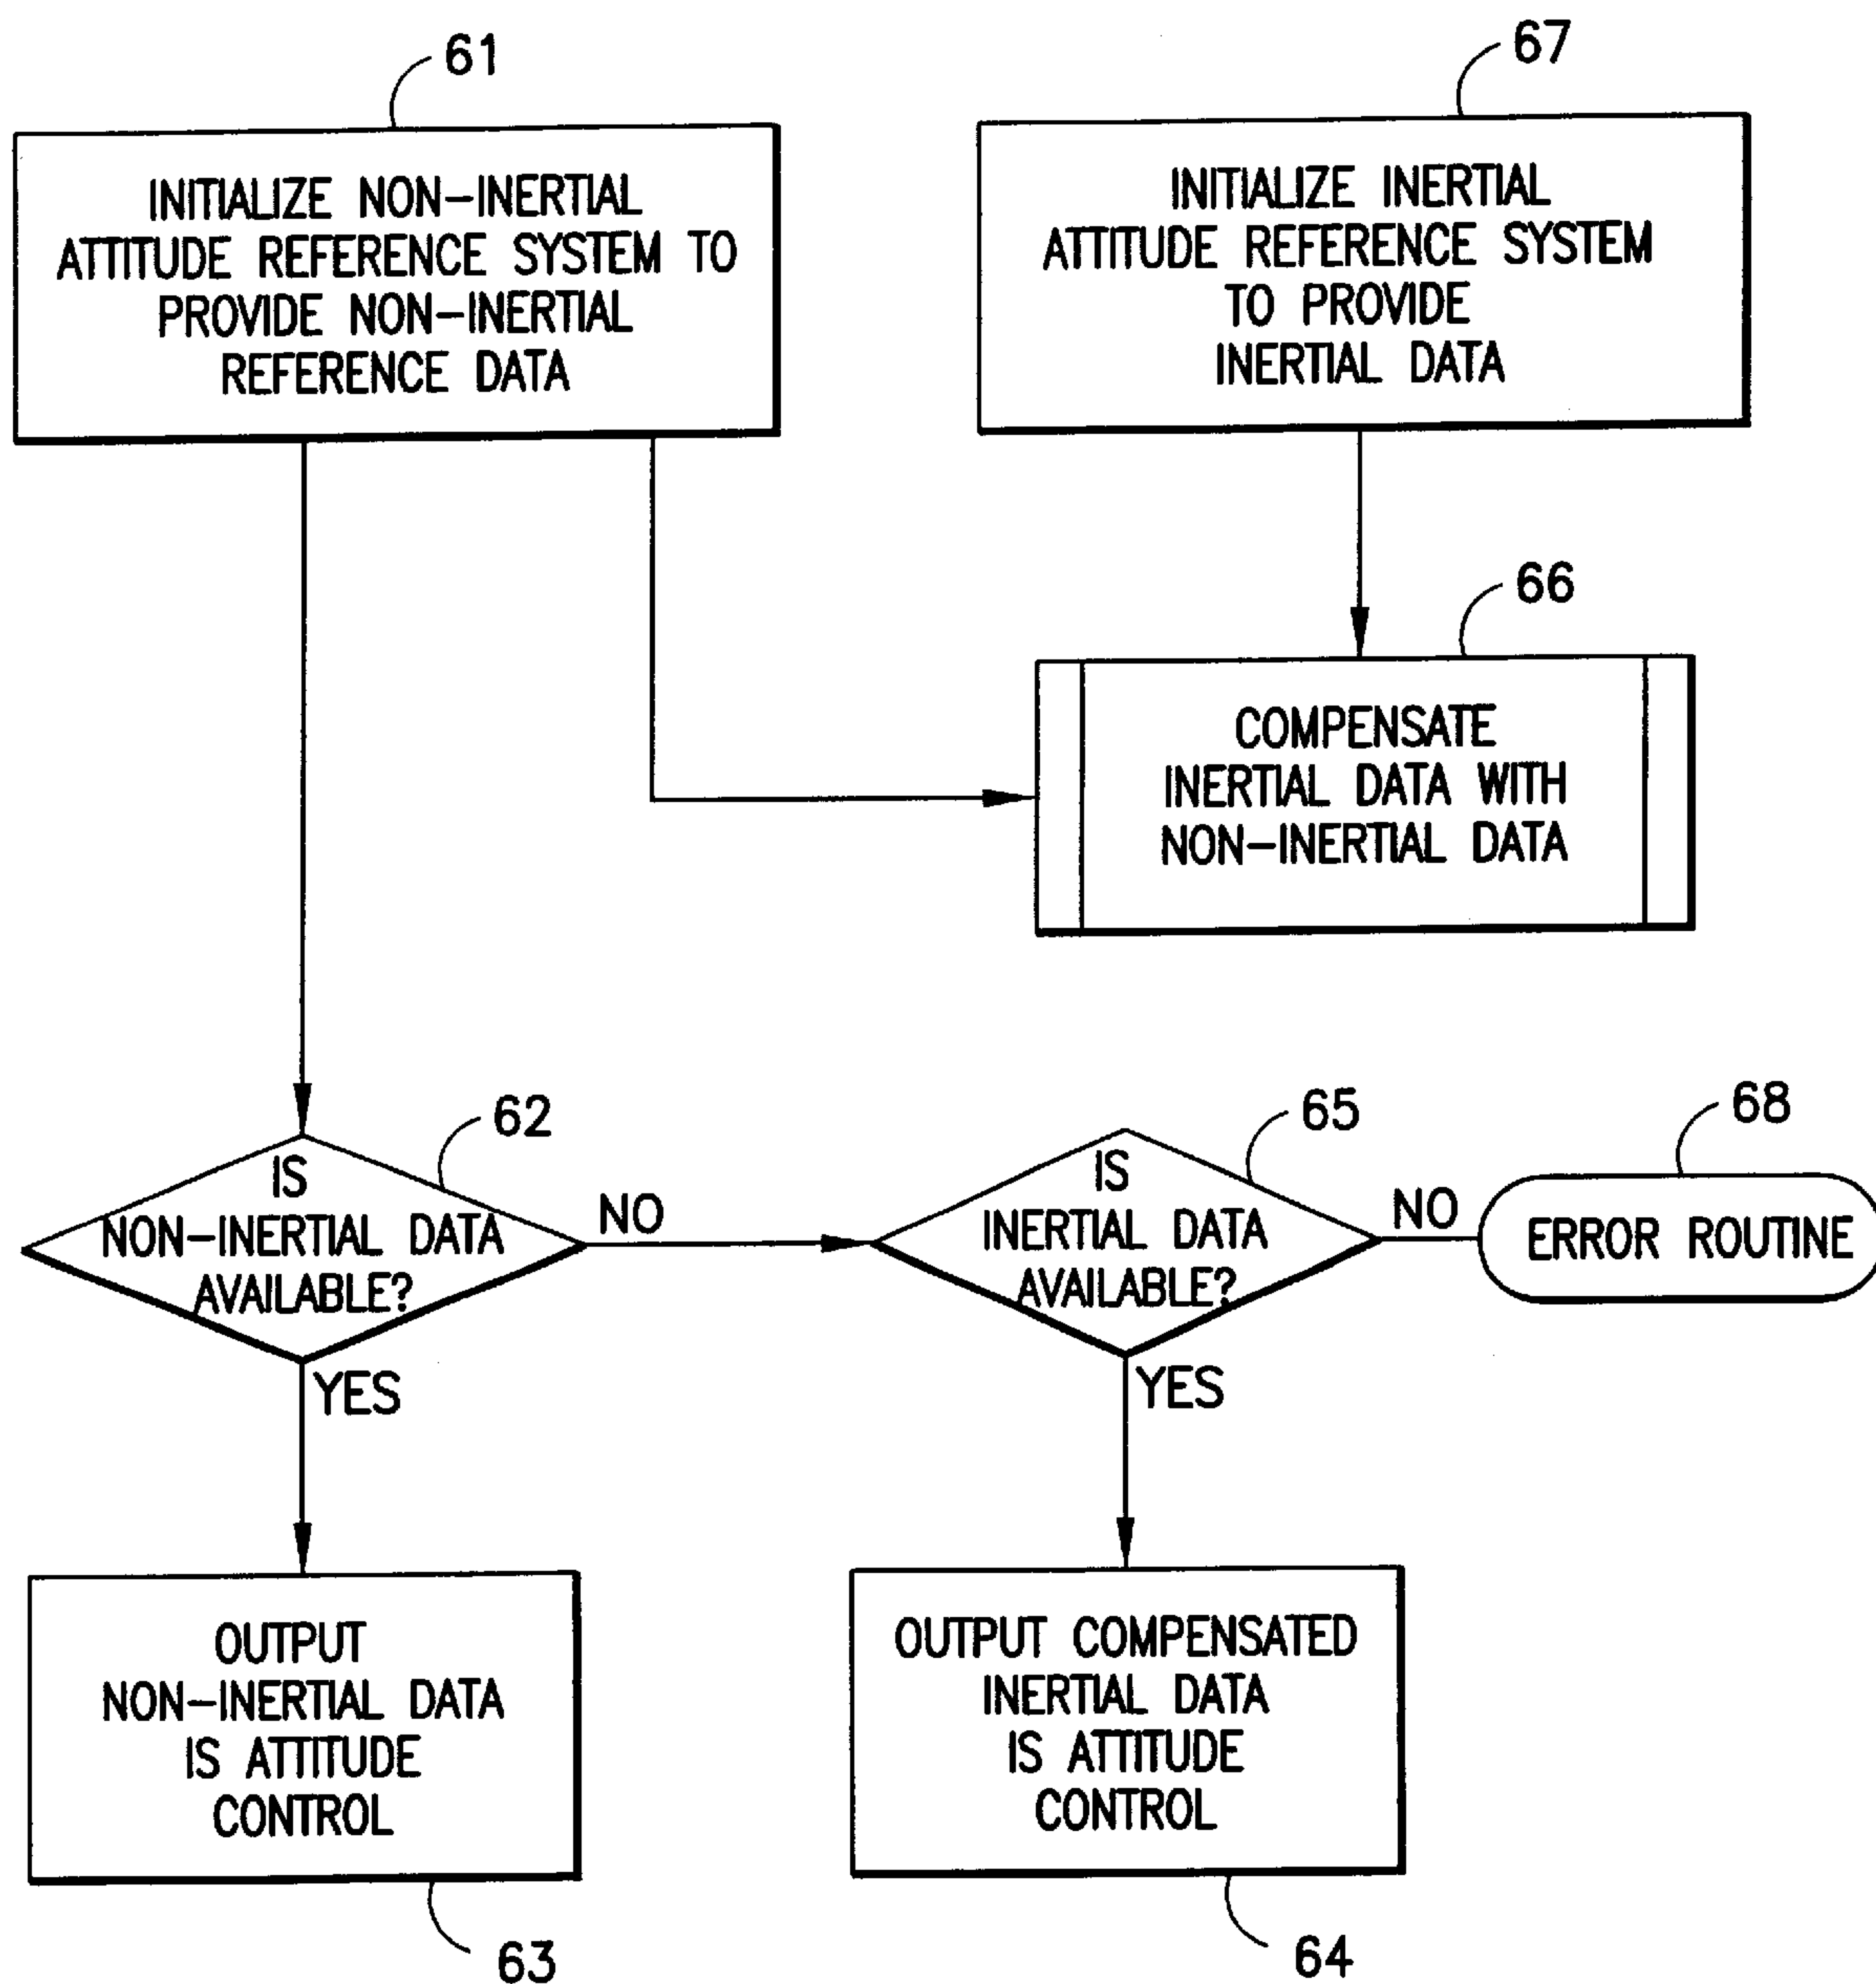 61
INITIALIZE NON-INERTIAL
ATTITUDE REFERENCE SYSTEM TO
PROVIDE NON-INERTIAL
REFERENCE DATA
67
INITIALIZE INERTIAL
ATTITUDE REFERENCE SYSTEM
TO PROVIDE
INERTIAL DATA
66
COMPENSATE
INERTIAL DATA WITH
NON-INERTIAL DATA
62
IS
NON-INERTIAL DATA
AVAILABLE?
NO
YES
65
IS
INERTIAL DATA
AVAILABLE?
NO
YES
68
ERROR ROUTINE
OUTPUT
NON-INERTIAL DATA
IS ATTITUDE
CONTROL
63
OUTPUT COMPENSATED
INERTIAL DATA
IS ATTITUDE
CONTROL
64